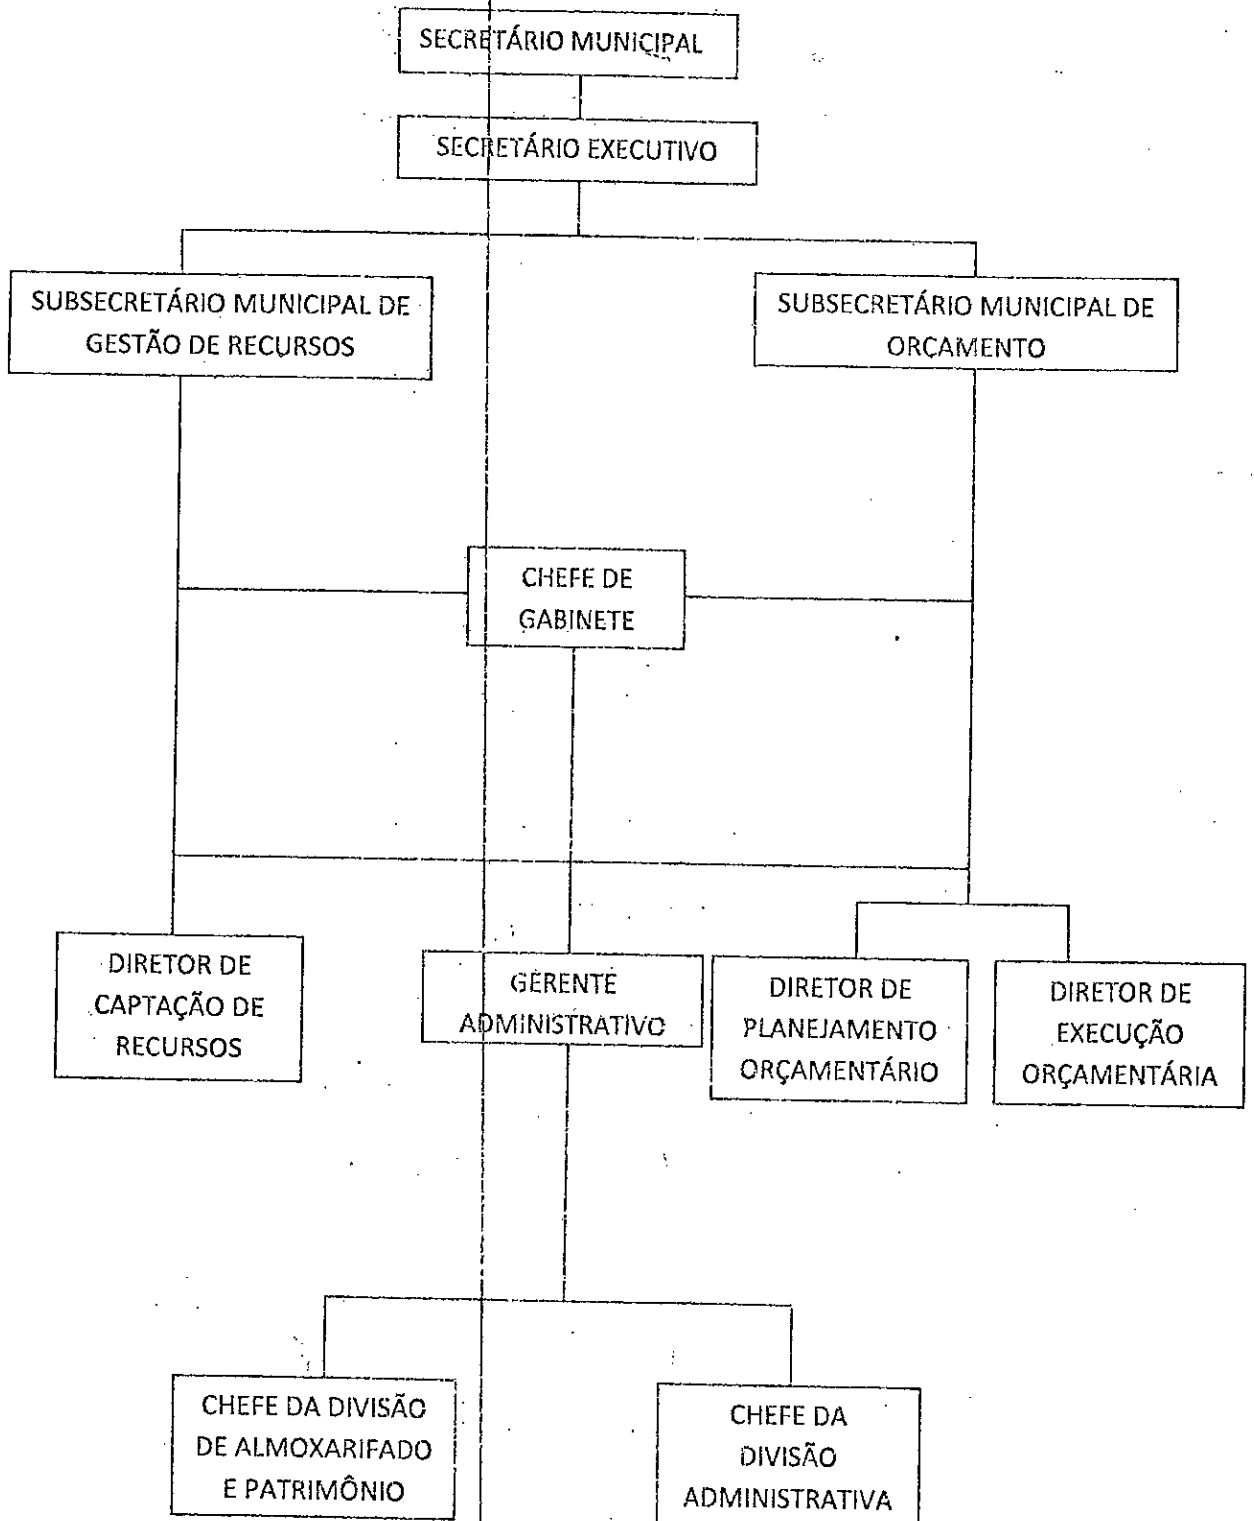 SECRETÁRIO MUNICIPAL
SECRETÁRIO EXECUTIVO
SUBSECRETÁRIO MUNICIPAL DE
GESTÃO DE RECURSOS
SUBSECRETÁRIO MUNICIPAL DE
ORÇAMENTO
CHEFE DE
GABINETE
DIRETOR DE
CAPTAÇÃO DE
RECURSOS
GERENTE
ADMINISTRATIVO
DIRETOR DE
PLANEJAMENTO
ORÇAMENTÁRIO
DIRETOR DE
EXECUÇÃO
ORÇAMENTÁRIA
CHEFE DA DIVISÃO
DE ALMOXARIFADO
E PATRIMÔNIO
CHEFE DA
DIVISÃO
ADMINISTRATIVA